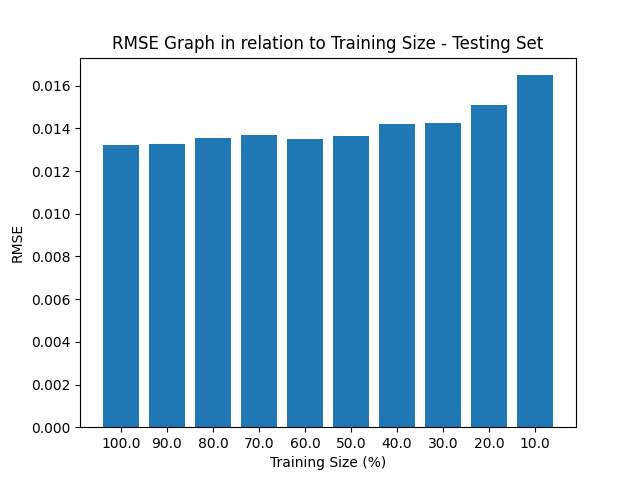 RMSE Graph in relation to Training Size - Testing Set
0.016
0.014
0.012
0.010
0.008
0.006
0.004
0.002
0.000
RMSE
100.0 90.0 80.0 70.0 60.0 50.0 40.0 30.0 20.0 10.0
Training Size (%)